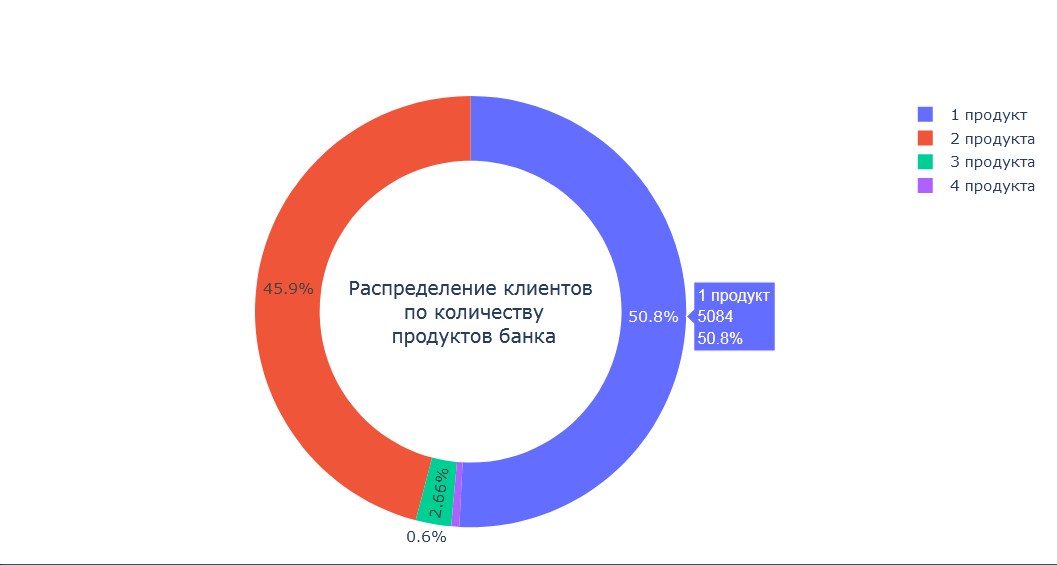 1 продукт
2 продукта
3 продукта
4 продукта
45.9%
Распределение клиентов
по количеству
продуктов банка
50.8%
1 продукт
5084
50.8%
2.66%
0.6%